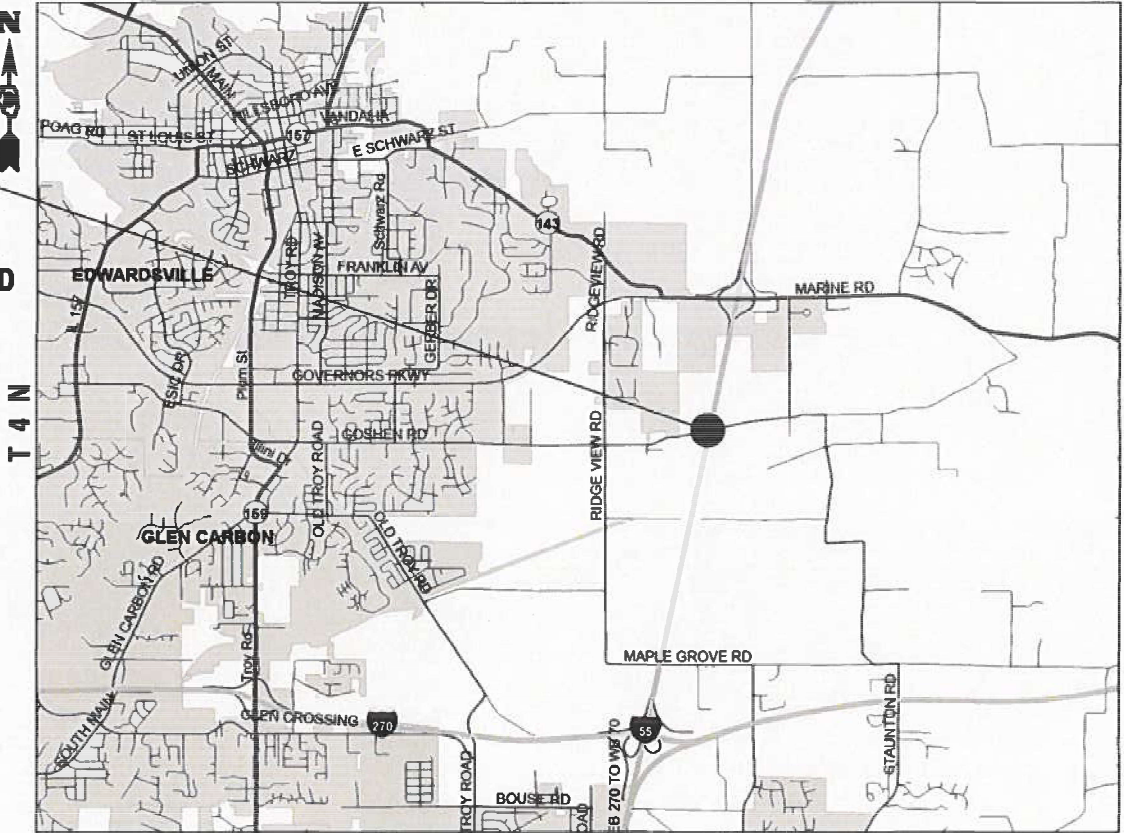 N
UNION ST
MAIN
HILLSBORO AVE
VANDALIA
POAG RD
ST LOUIS ST
157
SCHWARZ
E SCHWARZ ST
Schwarz Rd
143
D
EDWARDSVILLE
TROY RD
MADISON AV
FRANKLIN AV
GERBER DR
RIDGEVIEW RD
MARINE RD
IL 157
ESIC DR
Plum St
GOVERNORS PKWY
T 4 N
GOSHEN RD
OLD TROY ROAD
RIDGE VIEW RD
159
GLEN CARBON
OLD TROY RD
GLEN CARBON RD
Troy Rd
MAPLE GROVE RD
STAUNTON RD
SOUTH MAIN
GLEN CROSSING
270
55
EB 270 TO WB 70
TROY ROAD
BOUSE RD
OAD